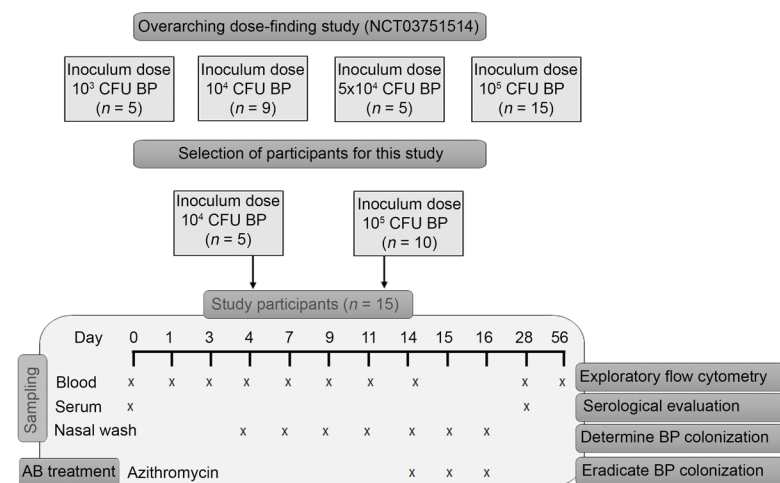 Overarching dose-finding study (NCT03751514)
Inoculum dose
10³ CFU BP
(n = 5)
Inoculum dose
10⁴ CFU BP
(n = 9)
Inoculum dose
5x10⁴ CFU BP
(n = 5)
Inoculum dose
10⁵ CFU BP
(n = 15)
Selection of participants for this study
Inoculum dose
10⁴ CFU BP
(n = 5)
Inoculum dose
10⁵ CFU BP
(n = 10)
Study participants (n = 15)
Day 0 1 3 4 7 9 11 14 15 16 28 56
Sampling
Blood x x x x x x x x x x Exploratory flow cytometry
Serum x x Serological evaluation
Nasal wash x x x x x x x Determine BP colonization
AB treatment Azithromycin x x x Eradicate BP colonization